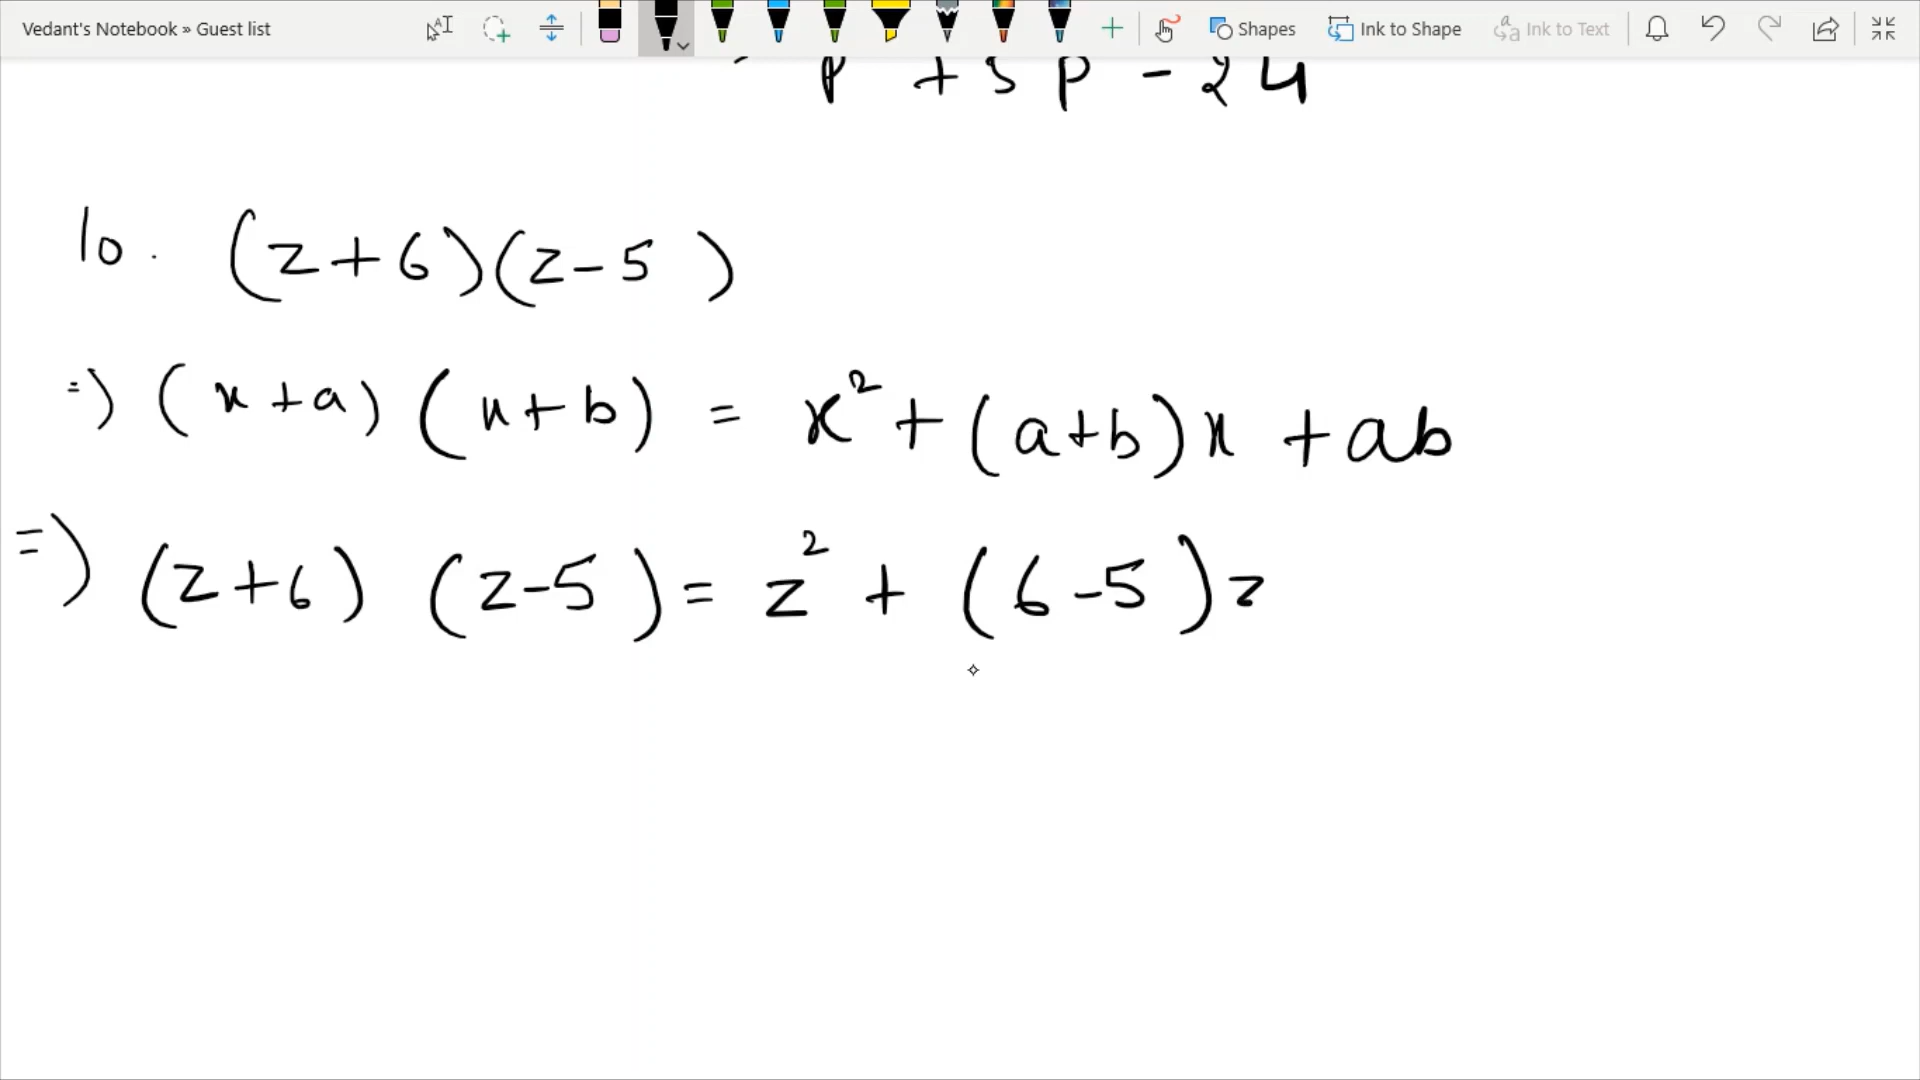 Vedant's Notebook » Guest list Shapes Ink to Shape Ink to Text
p + 5 p - 24
10. (z+6)(z-5)
=) (x+a) (x+b) = x² + (a+b)x + ab
=) (z+6) (z-5) = z² + (6-5)z